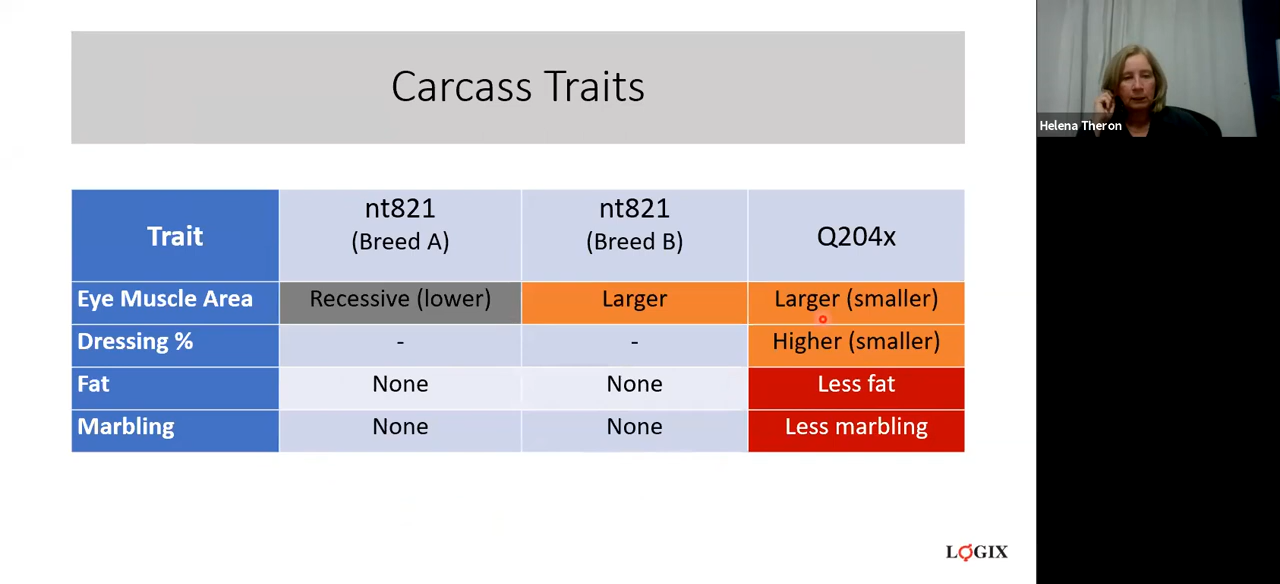 Carcass Traits
Helena Theron
Trait
nt821
(Breed A)
nt821
(Breed B)
Q204x
Eye Muscle Area
Recessive (lower)
Larger
Larger (smaller)
Dressing %
-
-
Higher (smaller)
Fat
None
None
Less fat
Marbling
None
None
Less marbling
LOGIX